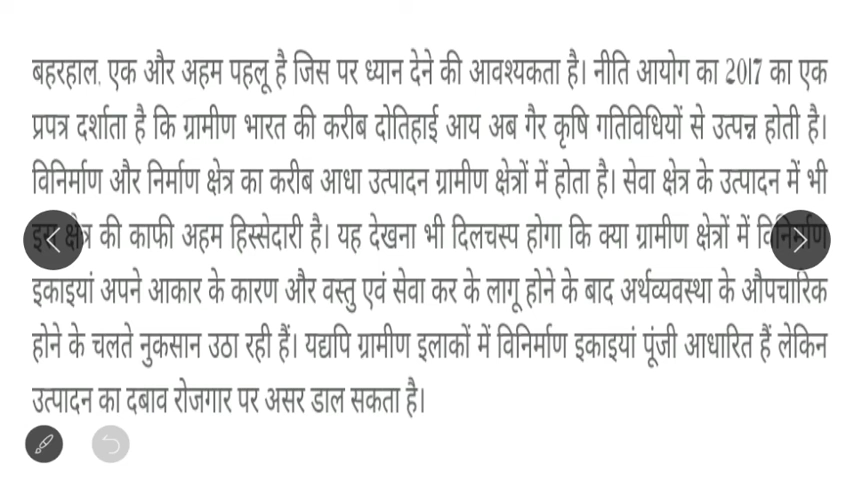 बहरहाल, एक और अहम पहलू है जिस पर ध्यान देने की आवश्यकता है। नीति आयोग का 2017 का एक
प्रपत्र दर्शाता है कि ग्रामीण भारत की करीब दोतिहाई आय अब गैर कृषि गतिविधियों से उत्पन्न होती है।
विनिर्माण और निर्माण क्षेत्र का करीब आधा उत्पादन ग्रामीण क्षेत्रों में होता है। सेवा क्षेत्र के उत्पादन में भी
इस क्षेत्र की काफी अहम हिस्सेदारी है। यह देखना भी दिलचस्प होगा कि क्या ग्रामीण क्षेत्रों में विनिर्माण
इकाइयां अपने आकार के कारण और वस्तु एवं सेवा कर के लागू होने के बाद अर्थव्यवस्था के औपचारिक
होने के चलते नुकसान उठा रही हैं। यद्यपि ग्रामीण इलाकों में विनिर्माण इकाइयां पूंजी आधारित हैं लेकिन
उत्पादन का दबाव रोजगार पर असर डाल सकता है।